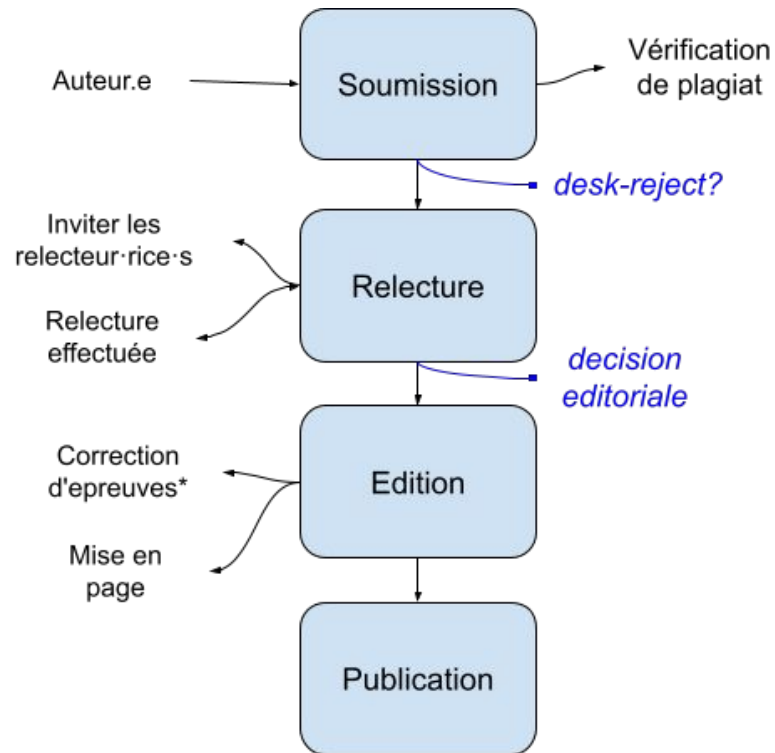 Auteur.e
Soumission
Vérification
de plagiat
desk-reject?
Inviter les
relecteur·rice·s
Relecture
Relecture
effectuée
decision
editoriale
Correction
d'epreuves*
Edition
Mise en
page
Publication